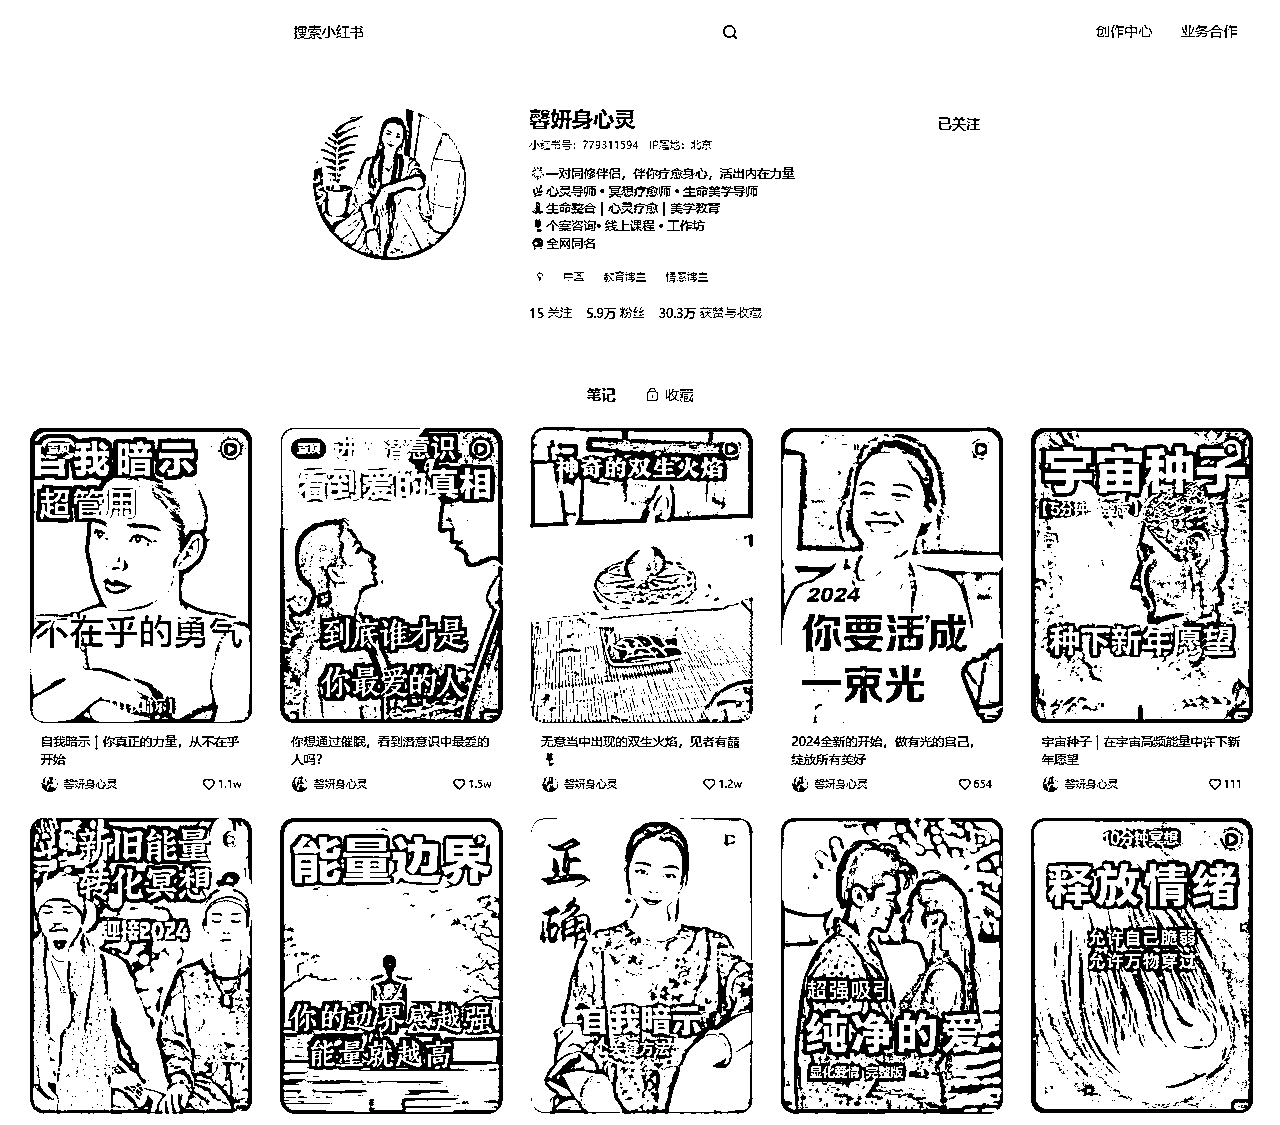 搜索小红书
创作中心 业务合作
馨妍身心灵
已关注
小红书号：779311594 IP属地：北京
一对同修伴侣，伴你疗愈身心，活出内在力量
心灵导师•冥想疗愈师•生命美学导师
生命整合｜心灵疗愈｜美学教育
个案咨询•线上课程•工作坊
全网同名
教育博主 情感博主
15 关注 5.9万 粉丝 30.3万 获赞与收藏
笔记 收藏
自我暗示
超管用
不在乎的勇气
自我暗示｜你真正的力量，从不在乎
开始
馨妍身心灵 1.1w
潜意识
看到爱的真相
到底谁才是
你最爱的人
你想通过催眠，看到潜意识中最爱的
人吗？
馨妍身心灵 1.5w
神奇的双生火焰
无意当中出现的双生火焰，见者有囍
馨妍身心灵 1.2w
2024
你要活成
一束光
2024全新的开始，做有光的自己，
绽放所有美好
馨妍身心灵 654
宇宙种子
种下新年愿望
宇宙种子｜在宇宙高频能量中许下新
年愿望
馨妍身心灵 111
新旧能量
转化冥想
迎接2024
能量边界
你的边界感越强
能量就越高
正
确
自我暗示
方法
超强吸引
纯净的爱
显化爱情 完整版
10分钟冥想
释放情绪
允许自己脆弱
允许万物穿过